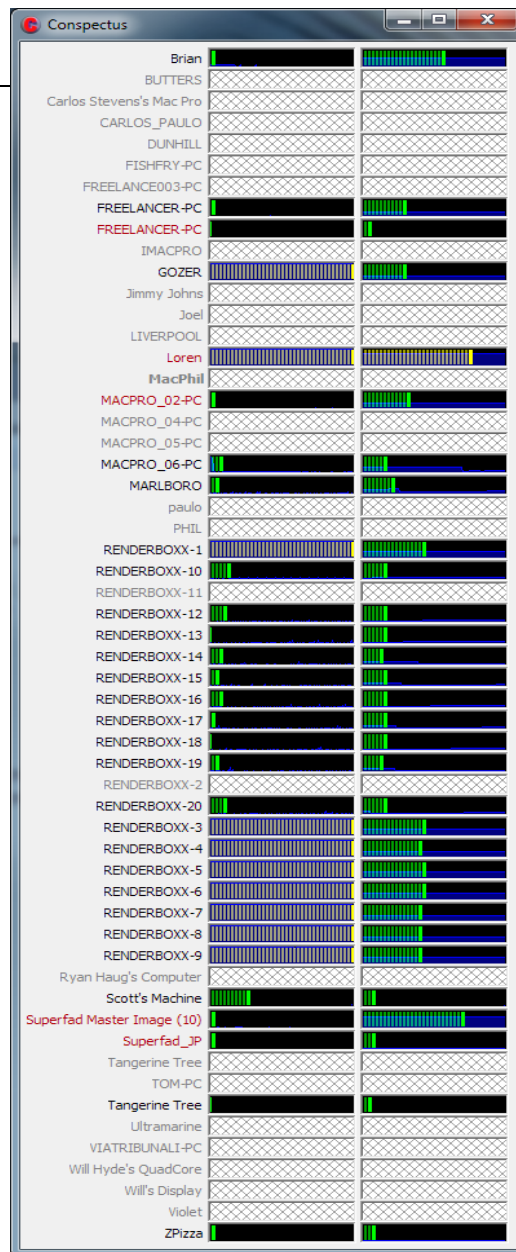 Conspectus
Brian
BUTTERS
Carlos Stevens's Mac Pro
CARLOS_PAULO
DUNHILL
FISHFRY-PC
FREELANCE003-PC
FREELANCER-PC
FREELANCER-PC
IMACPRO
GOZER
Jimmy Johns
Joel
LIVERPOOL
Loren
MacPhil
MACPRO_02-PC
MACPRO_04-PC
MACPRO_05-PC
MACPRO_06-PC
MARLBORO
paulo
PHIL
RENDERBOXX-1
RENDERBOXX-10
RENDERBOXX-11
RENDERBOXX-12
RENDERBOXX-13
RENDERBOXX-14
RENDERBOXX-15
RENDERBOXX-16
RENDERBOXX-17
RENDERBOXX-18
RENDERBOXX-19
RENDERBOXX-2
RENDERBOXX-20
RENDERBOXX-3
RENDERBOXX-4
RENDERBOXX-5
RENDERBOXX-6
RENDERBOXX-7
RENDERBOXX-8
RENDERBOXX-9
Ryan Haug's Computer
Scott's Machine
Superfad Master Image (10)
Superfad_JP
Tangerine Tree
TOM-PC
Tangerine Tree
Ultramarine
VIATRIBUNALI-PC
Will Hyde's QuadCore
Will's Display
Violet
ZPizza